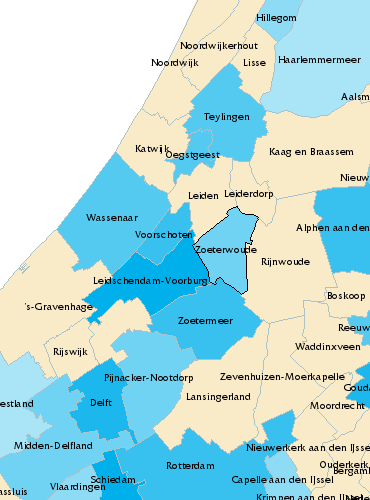 Hillegom
Noordwijkerhout
Noordwijk
Lisse
Haarlemmermeer
Aalsm
Teylingen
Katwijk
Oegstgeest
Kaag en Braassem
Nieuw
Leiden
Leiderdorp
Wassenaar
Voorschoten
Alphen aan den
Zoeterwoude
Rijnwoude
Leidschendam-Voorburg
Boskoop
's-Gravenhage
Zoetermeer
Reeuw
Rijswijk
Waddinxveen
Pijnacker-Nootdorp
Zevenhuizen-Moerkapelle
Gouda
Lansingerland
Moordrecht
estland
Delft
Midden-Delfland
Nieuwerkerk aan den IJssel
Ouderkerk
Rotterdam
Bergam
Capelle aan den IJssel
Schiedam
Vlaardingen
assluis
Krimpen aan den IJssel
Neder